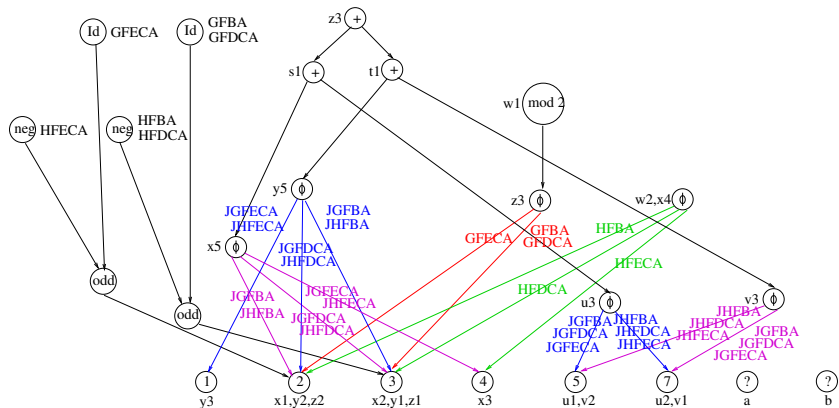 z3 +
Id GFECA
Id GFBA
GFDCA
s1 +
t1 +
w1 mod 2
neg HFECA
neg HFBA
HFDCA
y5 ϕ
z3 ϕ
w2,x4 ϕ
JGFECA
JHFECA
JGFBA
JHFBA
GFECA
GFBA
GFDCA
HFBA
x5 ϕ
JGFDCA
JHFDCA
HFECA
odd
JGFBA
JHFBA
JGFECA
JHFECA
HFDCA
u3 ϕ
v3 ϕ
odd
JGFDCA
JHFDCA
JGFBA
JGFDCA
JGFECA
JHFBA
JHFDCA
JHFECA
JHFBA
JHFDCA
JHFECA
JGFBA
JGFDCA
JGFECA
1 2 3 4 5 7 ? ?
y3 x1,y2,z2 x2,y1,z1 x3 u1,v2 u2,v1 a b